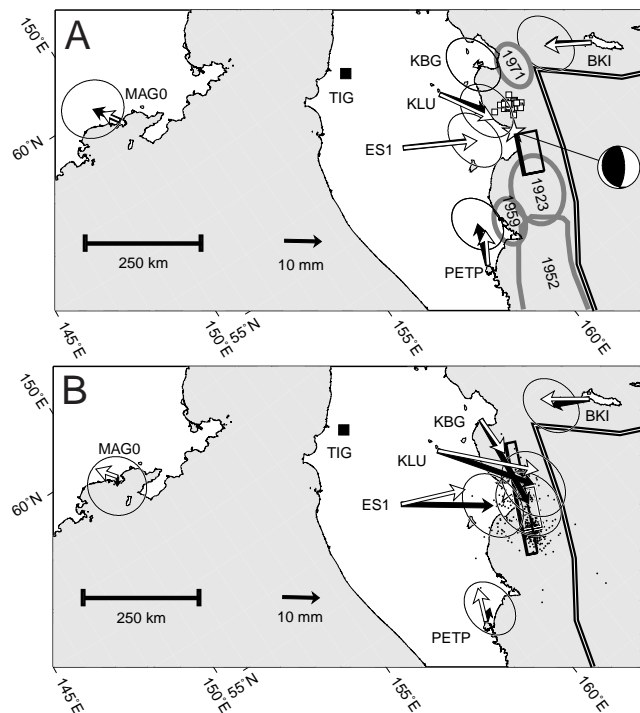 A
150˚E
60˚N
MAG0
TIG
KBG
KLU
ES1
PETP
BKI
1971
1923
1959
1952
250 km
10 mm
145˚E
150˚E
55˚N
155˚E
160˚E
B
150˚E
60˚N
MAG0
TIG
KBG
KLU
ES1
PETP
BKI
250 km
10 mm
145˚E
150˚E
55˚N
155˚E
160˚E